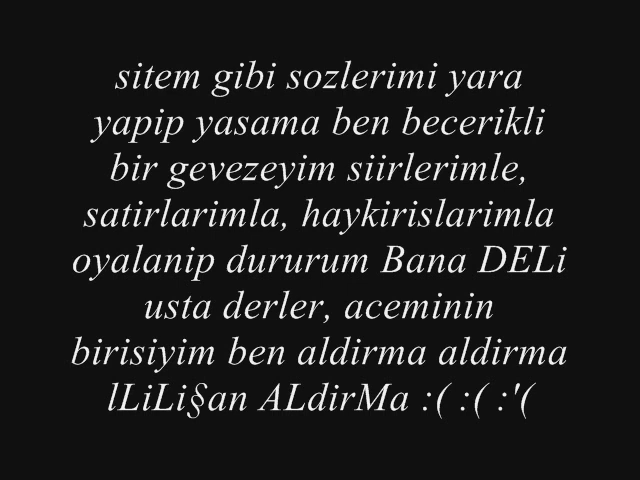 sitem gibi sozlerimi yara
yapip yasama ben becerikli
bir gevezeyim siirlerimle,
satirlarimla, haykirislarimla
oyalanip dururum Bana DELi
usta derler, aceminin
birisiyim ben aldirma aldirma
lLiLi§an ALdirMa :( :( :'(